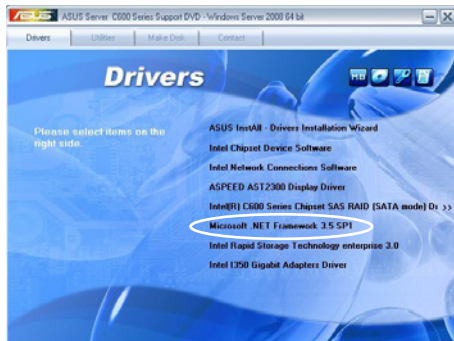 ASUS ASUS Server C600 Series Support DVD - Windows Server 2008 64 bit
Drivers Utilities Make Disk Contact
Drivers
Please select items on the
right side.
ASUS InstAll - Drivers Installation Wizard
Intel Chipset Device Software
Intel Network Connections Software
ASPEED AST2300 Display Driver
Intel(R) C600 Series Chipset SAS RAID (SATA mode) Dr >>
Microsoft .NET Framework 3.5 SP1
Intel Rapid Storage Technology enterprise 3.0
Intel I350 Gigabit Adapters Driver